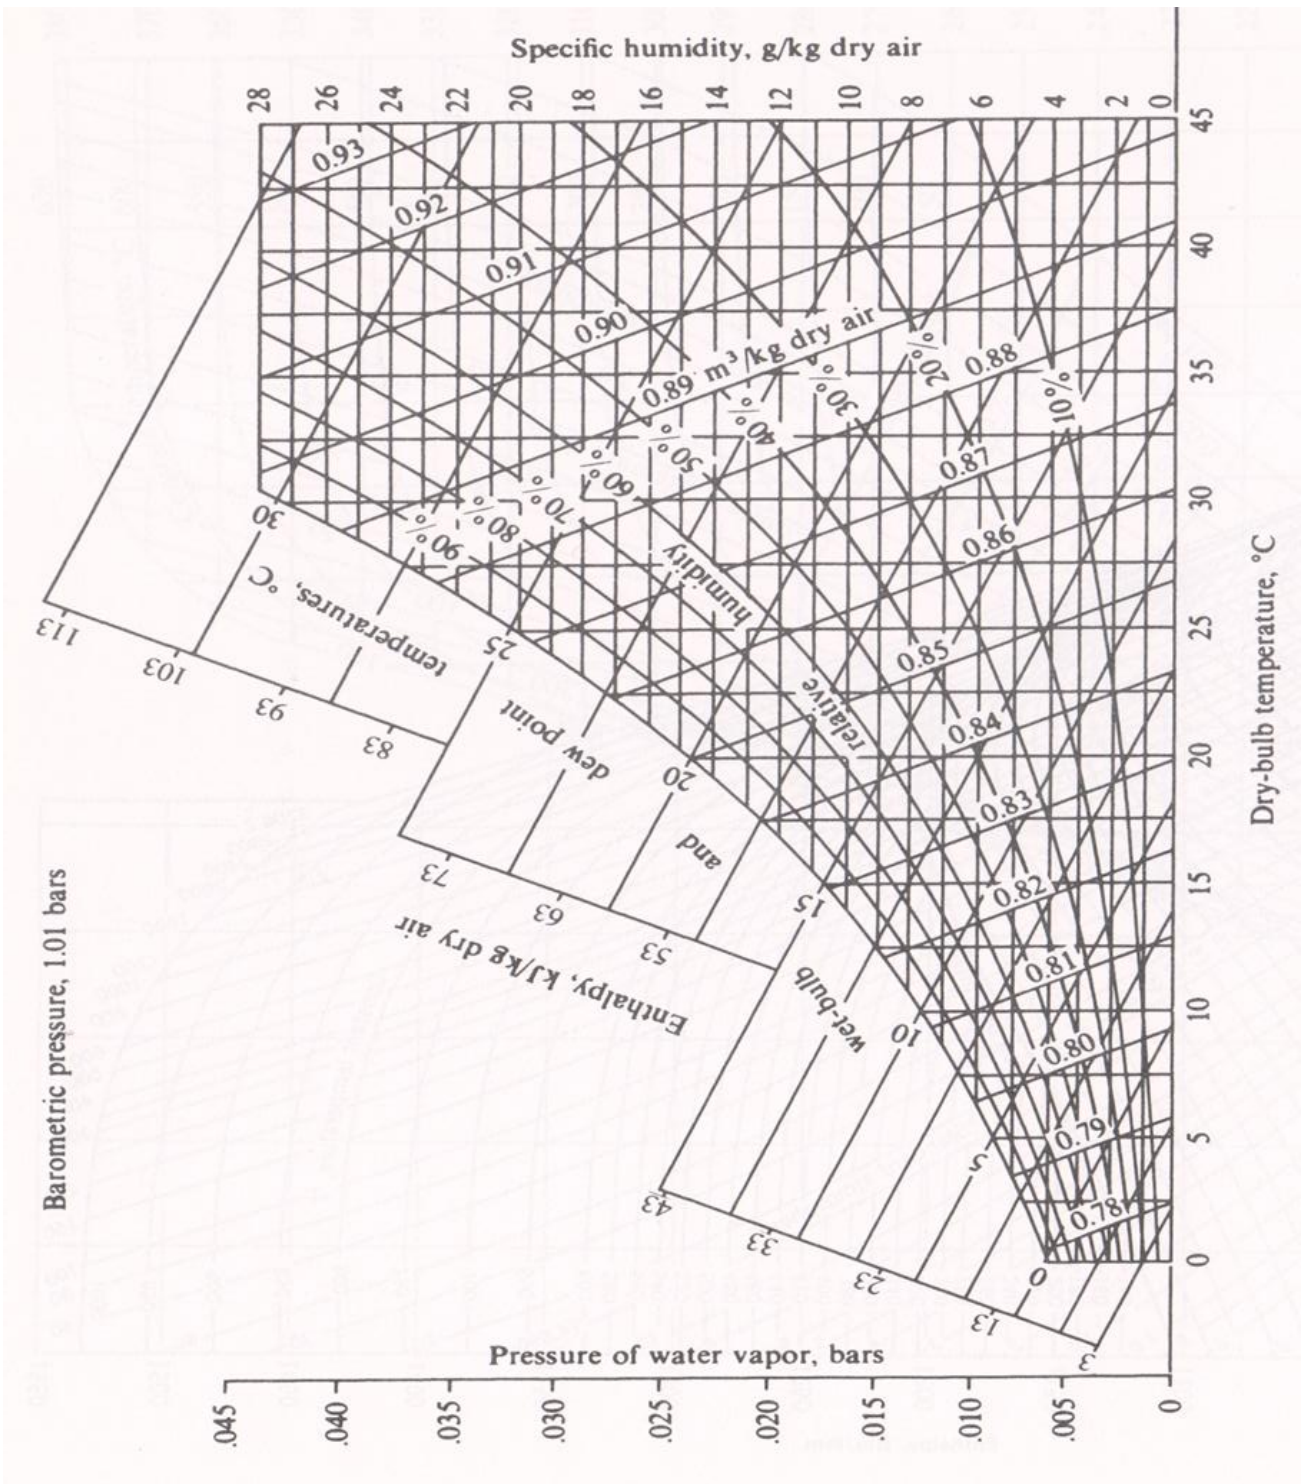 Barometric pressure, 1.01 bars
Specific humidity, g/kg dry air
28 26 24 22 20 18 16 14 12 10 8 6 4 2 0
0.93
0.92
0.91
0.90
0.89 m³/kg dry air
0.88
0.87
0.86
0.85
0.84
0.83
0.82
0.81
0.80
0.79
0.78
90%
80%
70%
60%
50%
40%
30%
20%
10%
relative humidity
wet-bulb and dew point temperatures, °C
0 5 10 15 20 25 30
Enthalpy, kJ/kg dry air
3 13 23 33 43 53 63 73 83 93 103 113
Dry-bulb temperature, °C
0 5 10 15 20 25 30 35 40 45
Pressure of water vapor, bars
.045 .040 .035 .030 .025 .020 .015 .010 .005 0